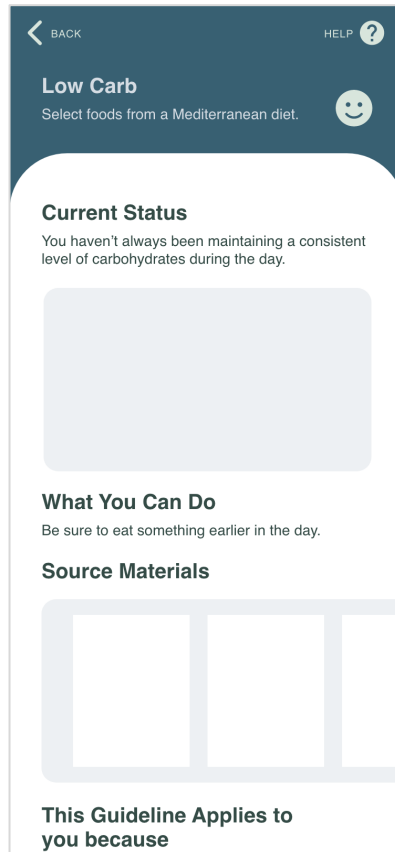 BACK
HELP ?
Low Carb
Select foods from a Mediterranean diet.
Current Status
You haven’t always been maintaining a consistent
level of carbohydrates during the day.
What You Can Do
Be sure to eat something earlier in the day.
Source Materials
This Guideline Applies to
you because